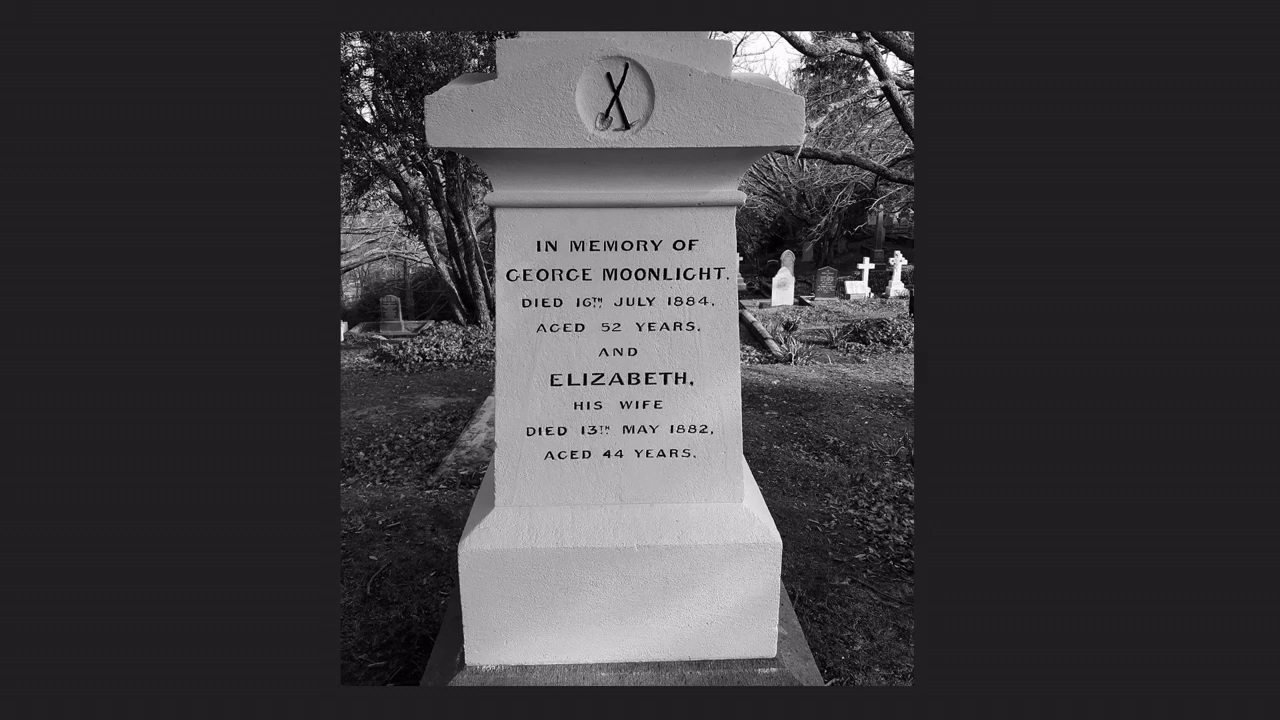 IN MEMORY OF
GEORGE MOONLIGHT.
DIED 16TH JULY 1884,
AGED 52 YEARS.
AND
ELIZABETH,
HIS WIFE
DIED 13TH MAY 1882,
AGED 44 YEARS.